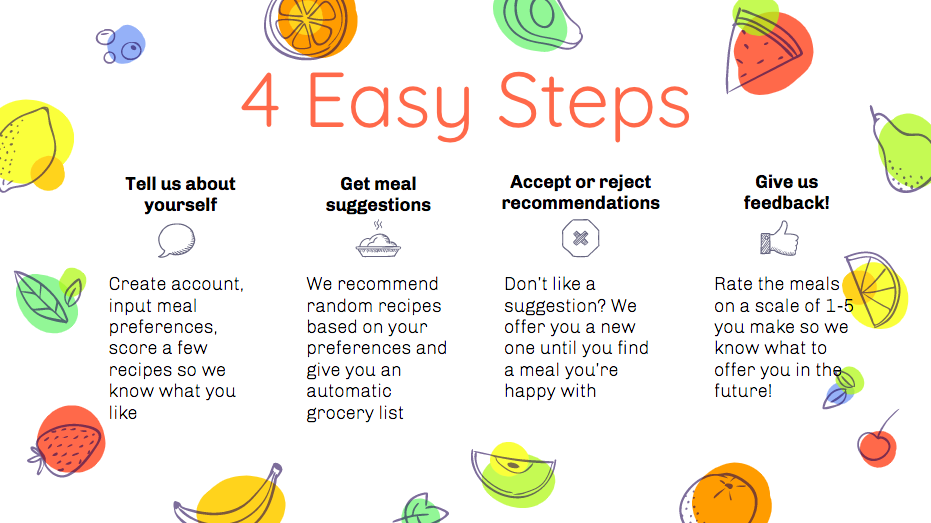 4 Easy Steps
Tell us about
yourself
Create account,
input meal
preferences,
score a few
recipes so we
know what you
like
Get meal
suggestions
We recommend
random recipes
based on your
preferences and
give you an
automatic
grocery list
Accept or reject
recommendations
Don't like a
suggestion? We
offer you a new
one until you find
a meal you're
happy with
Give us
feedback!
Rate the meals
on a scale of 1-5
you make so we
know what to
offer you in the
future!